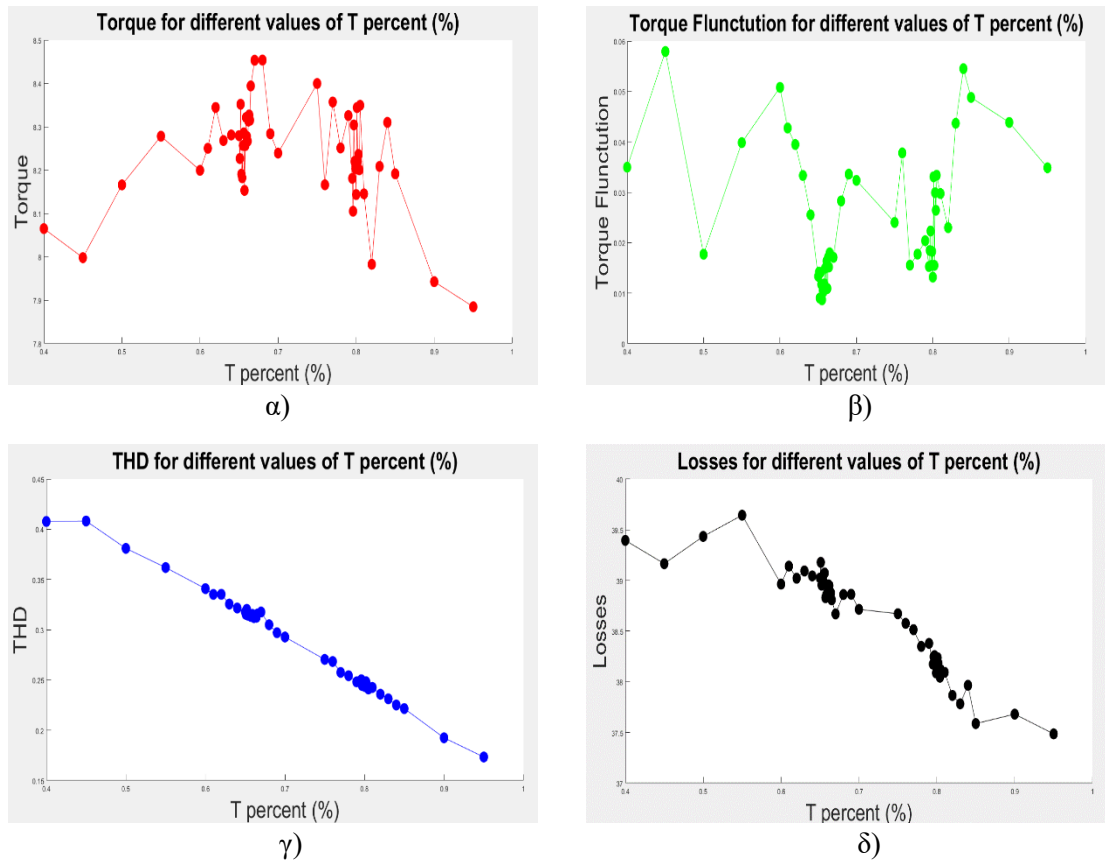 Torque for different values of T percent (%)
Torque
8.5
8.4
8.3
8.2
8.1
8
7.9
7.8
0.4 0.5 0.6 0.7 0.8 0.9 1
T percent (%)
α)
Torque Flunctution for different values of T percent (%)
Torque Flunction
0.06
0.05
0.04
0.03
0.02
0.01
0
0.4 0.5 0.6 0.7 0.8 0.9 1
T percent (%)
β)
THD for different values of T percent (%)
THD
0.45
0.4
0.35
0.3
0.25
0.2
0.15
0.4 0.5 0.6 0.7 0.8 0.9 1
T percent (%)
γ)
Losses for different values of T percent (%)
Losses
40
39.5
39
38.5
38
37.5
37
0.4 0.5 0.6 0.7 0.8 0.9 1
T percent (%)
δ)